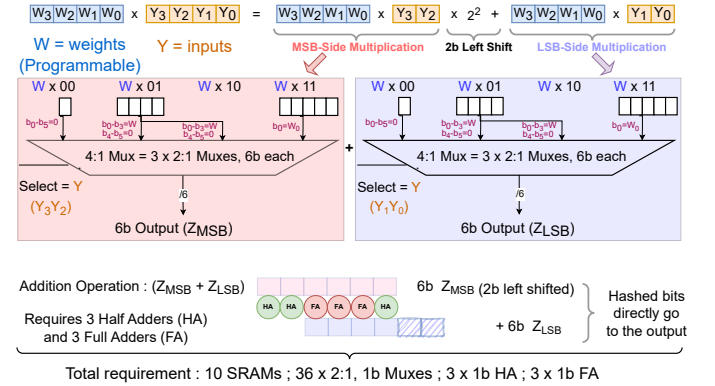 W3 W2 W1 W0 x Y3 Y2 Y1 Y0 = W3 W2 W1 W0 x Y3 Y2 x 2² + W3 W2 W1 W0 x Y1 Y0
W = weights
(Programmable)
Y = inputs
MSB-Side Multiplication
2b Left Shift
LSB-Side Multiplication
W x 00 W x 01 W x 10 W x 11
b0-b5=0
b0-b3=W
b4-b5=0
b0-b3=W
b4-b5=0
b0=W0
4:1 Mux = 3 x 2:1 Muxes, 6b each
Select = Y
(Y3Y2)
/6
6b Output (ZMSB)
+
W x 00 W x 01 W x 10 W x 11
b0-b5=0
b0-b3=W
b4-b5=0
b0-b3=W
b4-b5=0
b0=W0
4:1 Mux = 3 x 2:1 Muxes, 6b each
Select = Y
(Y1Y0)
/6
6b Output (ZLSB)
Addition Operation : (ZMSB + ZLSB)
Requires 3 Half Adders (HA)
and 3 Full Adders (FA)
HA HA FA FA FA HA
6b ZMSB (2b left shifted)
+ 6b ZLSB
Hashed bits
directly go
to the output
Total requirement : 10 SRAMs ; 36 x 2:1, 1b Muxes ; 3 x 1b HA ; 3 x 1b FA